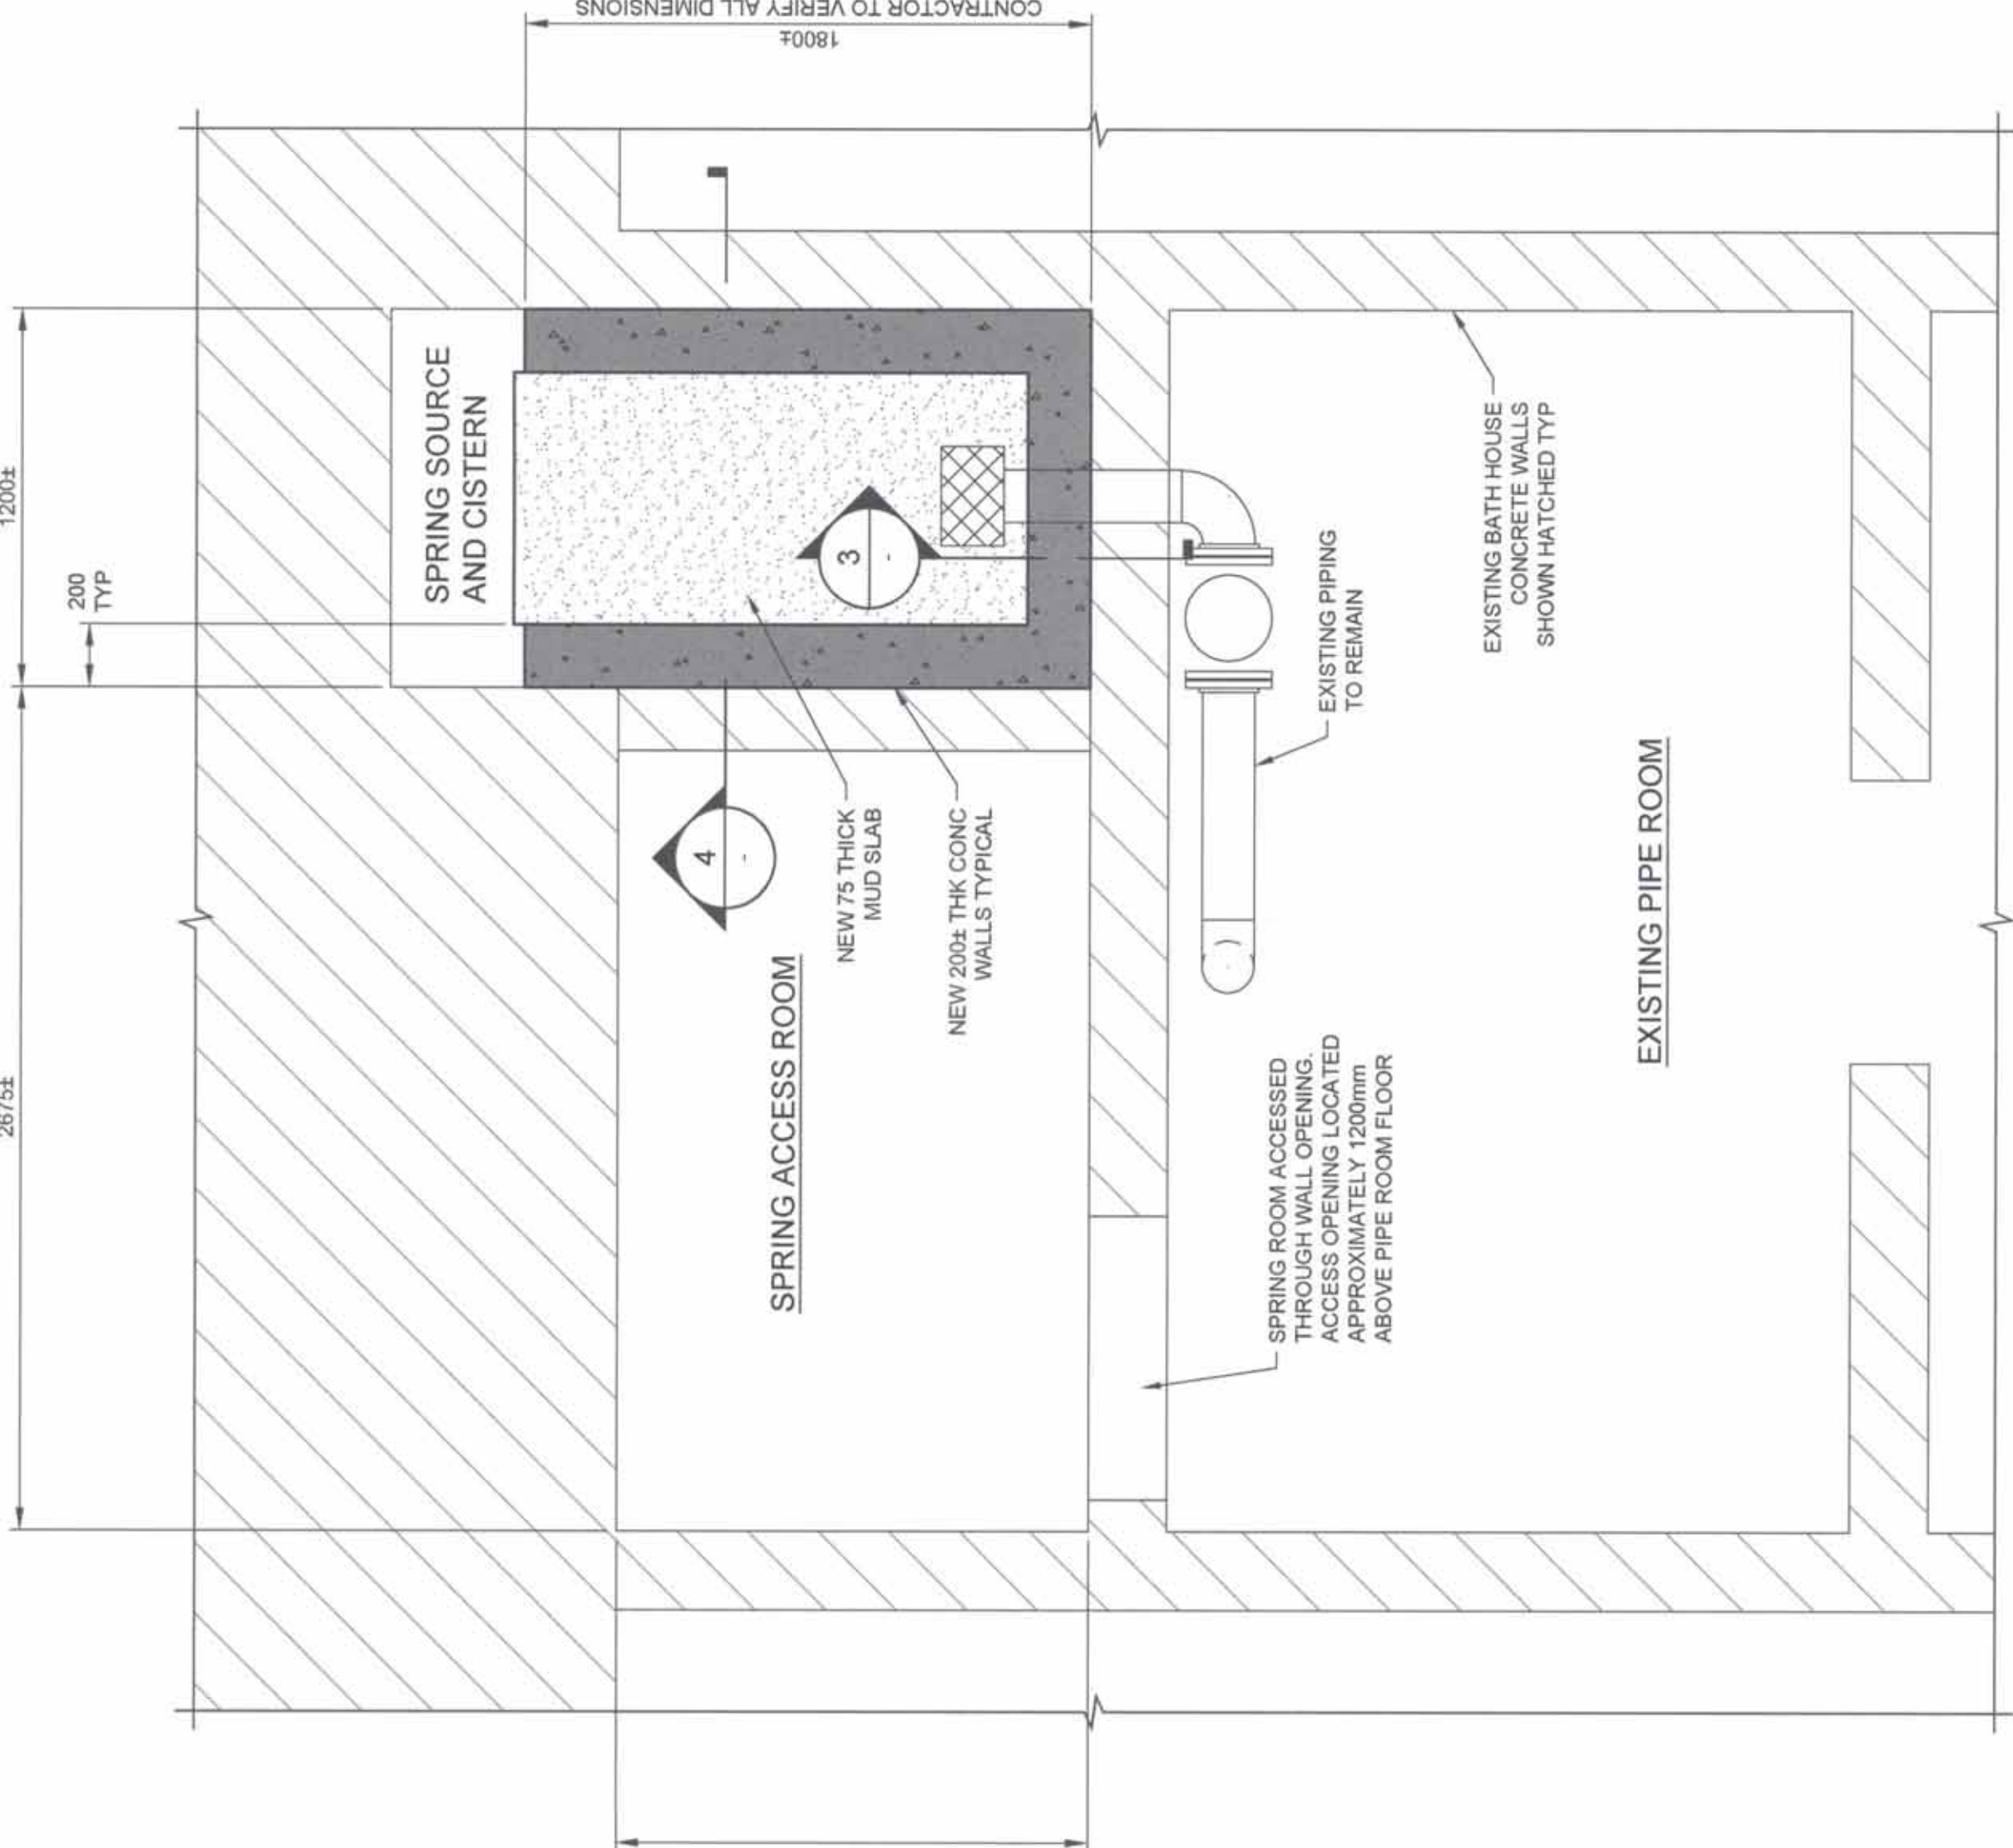 CONTRACTOR TO VERIFY ALL DIMENSIONS
1800±
1200±
200
TYP
2675±
SPRING SOURCE
AND CISTERN
3
-
4
-
NEW 75 THICK
MUD SLAB
NEW 200± THK CONC
WALLS TYPICAL
SPRING ACCESS ROOM
EXISTING PIPING
TO REMAIN
EXISTING BATH HOUSE
CONCRETE WALLS
SHOWN HATCHED TYP
SPRING ROOM ACCESSED
THROUGH WALL OPENING.
ACCESS OPENING LOCATED
APPROXIMATELY 1200mm
ABOVE PIPE ROOM FLOOR
EXISTING PIPE ROOM